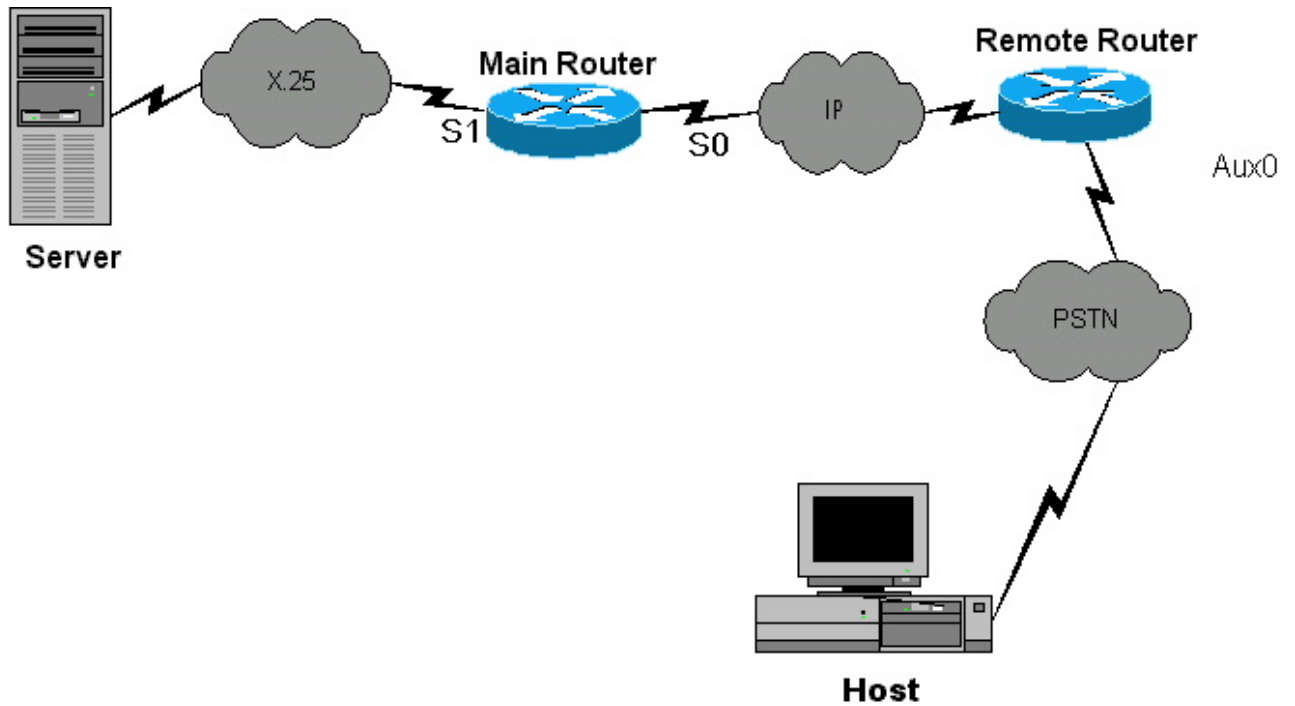 X.25
Main Router
Remote Router
IP
S1
S0
Aux0
Server
PSTN
Host